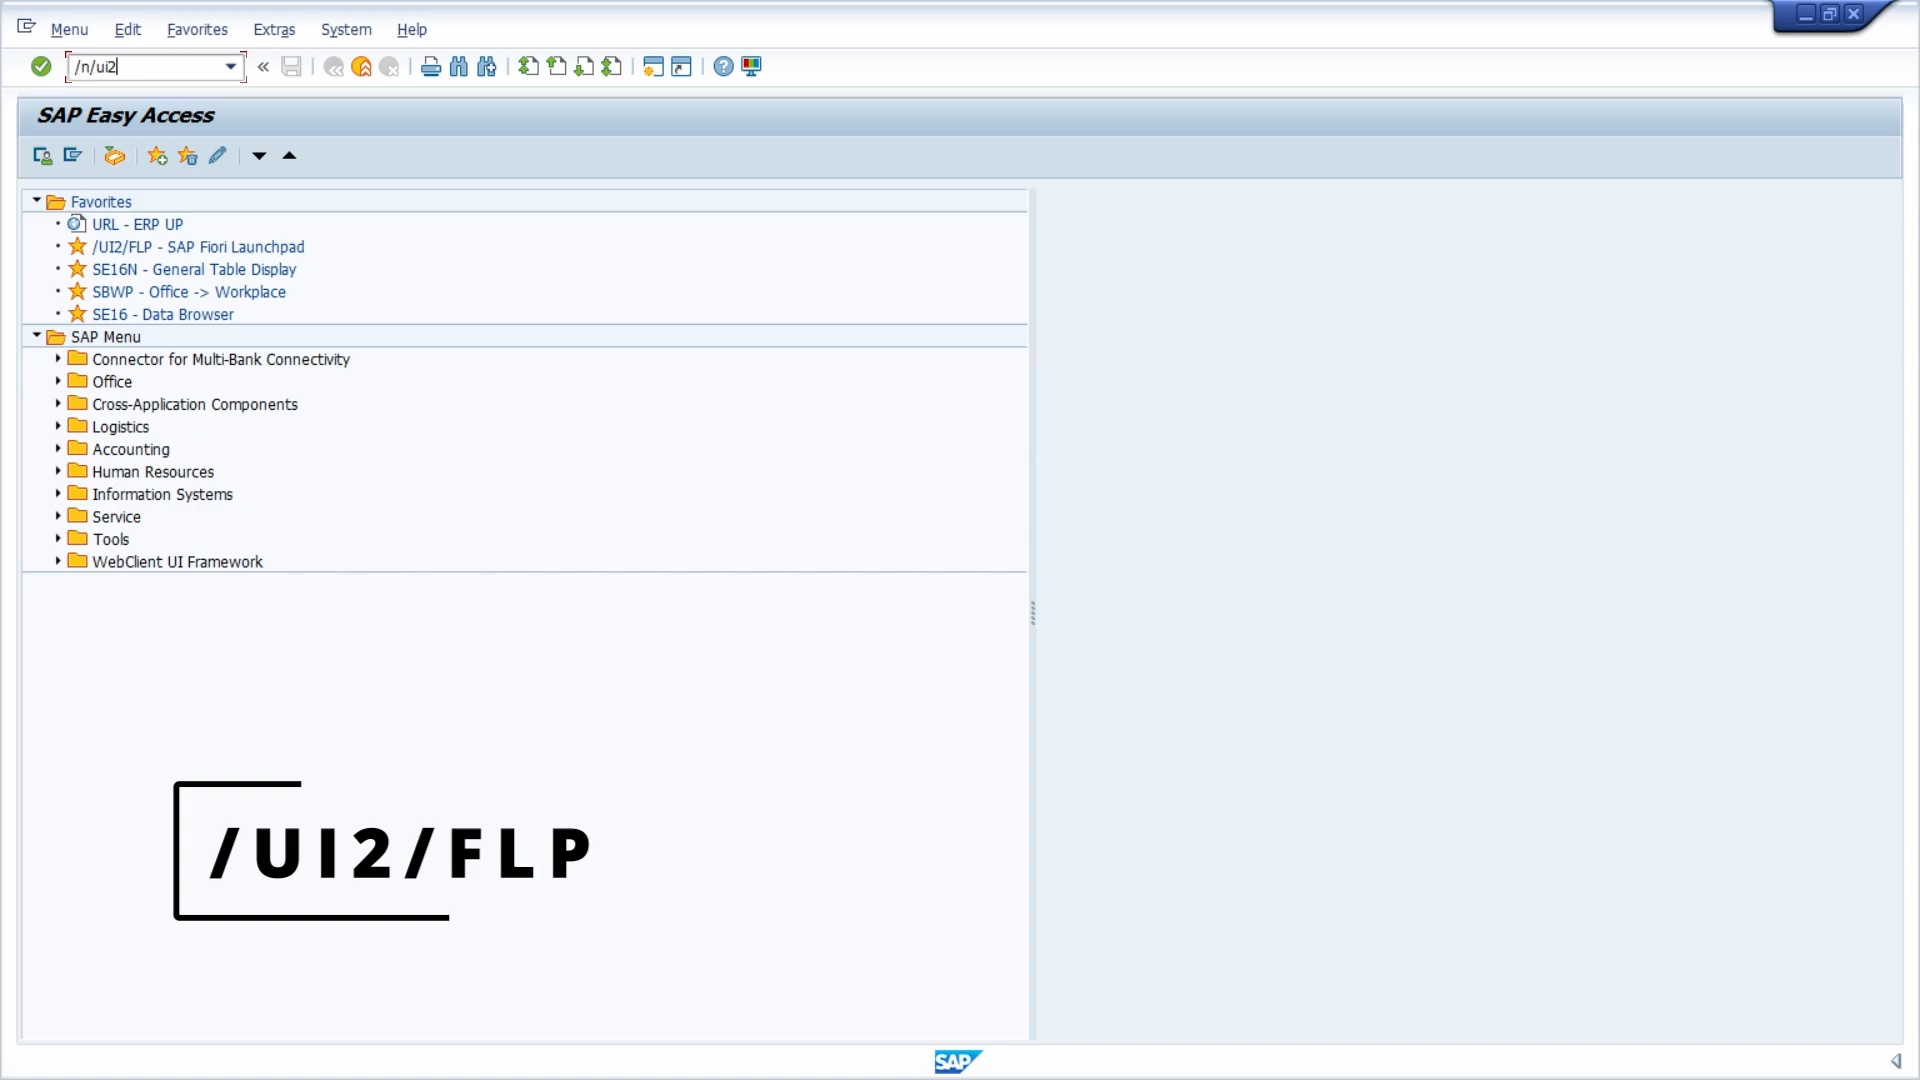 Menu Edit Favorites Extras System Help
/n/ui2
SAP Easy Access
Favorites
URL - ERP UP
/UI2/FLP - SAP Fiori Launchpad
SE16N - General Table Display
SBWP - Office -> Workplace
SE16 - Data Browser
SAP Menu
Connector for Multi-Bank Connectivity
Office
Cross-Application Components
Logistics
Accounting
Human Resources
Information Systems
Service
Tools
WebClient UI Framework
/UI2/FLP
SAP